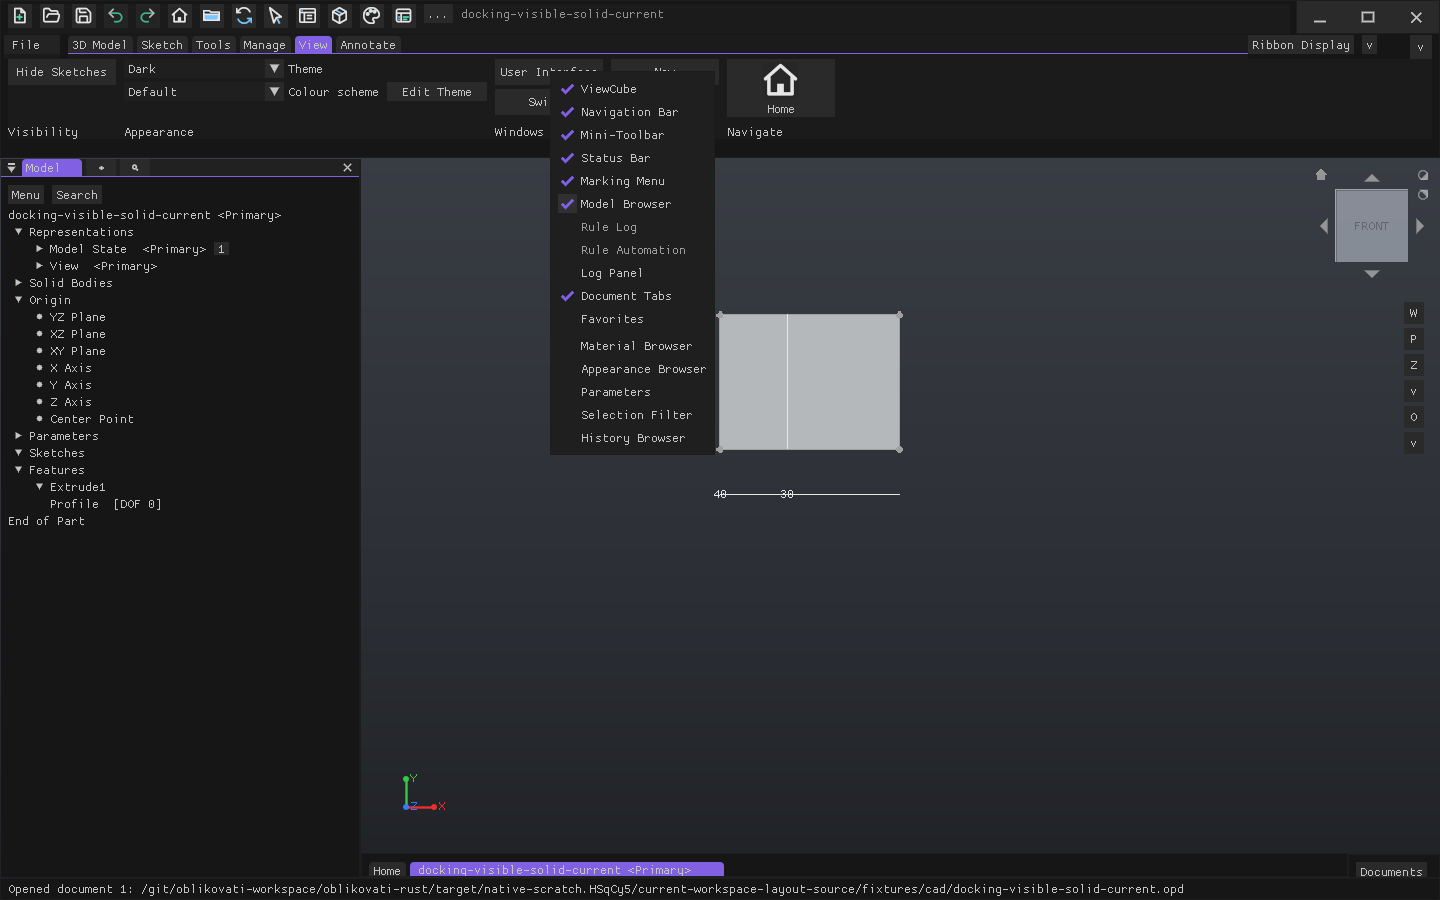 ... docking-visible-solid-current
File 3D Model Sketch Tools Manage View Annotate Ribbon Display v v
Hide Sketches Dark Theme User Interface
Default Colour scheme Edit Theme
Home
Visibility Appearance Windows Navigate
ViewCube
Navigation Bar
Mini-Toolbar
Status Bar
Marking Menu
Model Browser
Rule Log
Rule Automation
Log Panel
Document Tabs
Favorites
Material Browser
Appearance Browser
Parameters
Selection Filter
History Browser
Model
Menu Search
docking-visible-solid-current <Primary>
Representations
Model State <Primary> 1
View <Primary>
Solid Bodies
Origin
YZ Plane
XZ Plane
XY Plane
X Axis
Y Axis
Z Axis
Center Point
Parameters
Sketches
Features
Extrude1
Profile [DOF 0]
End of Part
FRONT
W
P
Z
v
O
v
40 30
Y
Z X
Home docking-visible-solid-current <Primary> Documents
Opened document 1: /git/oblikovati-workspace/oblikovati-rust/target/native-scratch.HSqCy5/current-workspace-layout-source/fixtures/cad/docking-visible-solid-current.opd